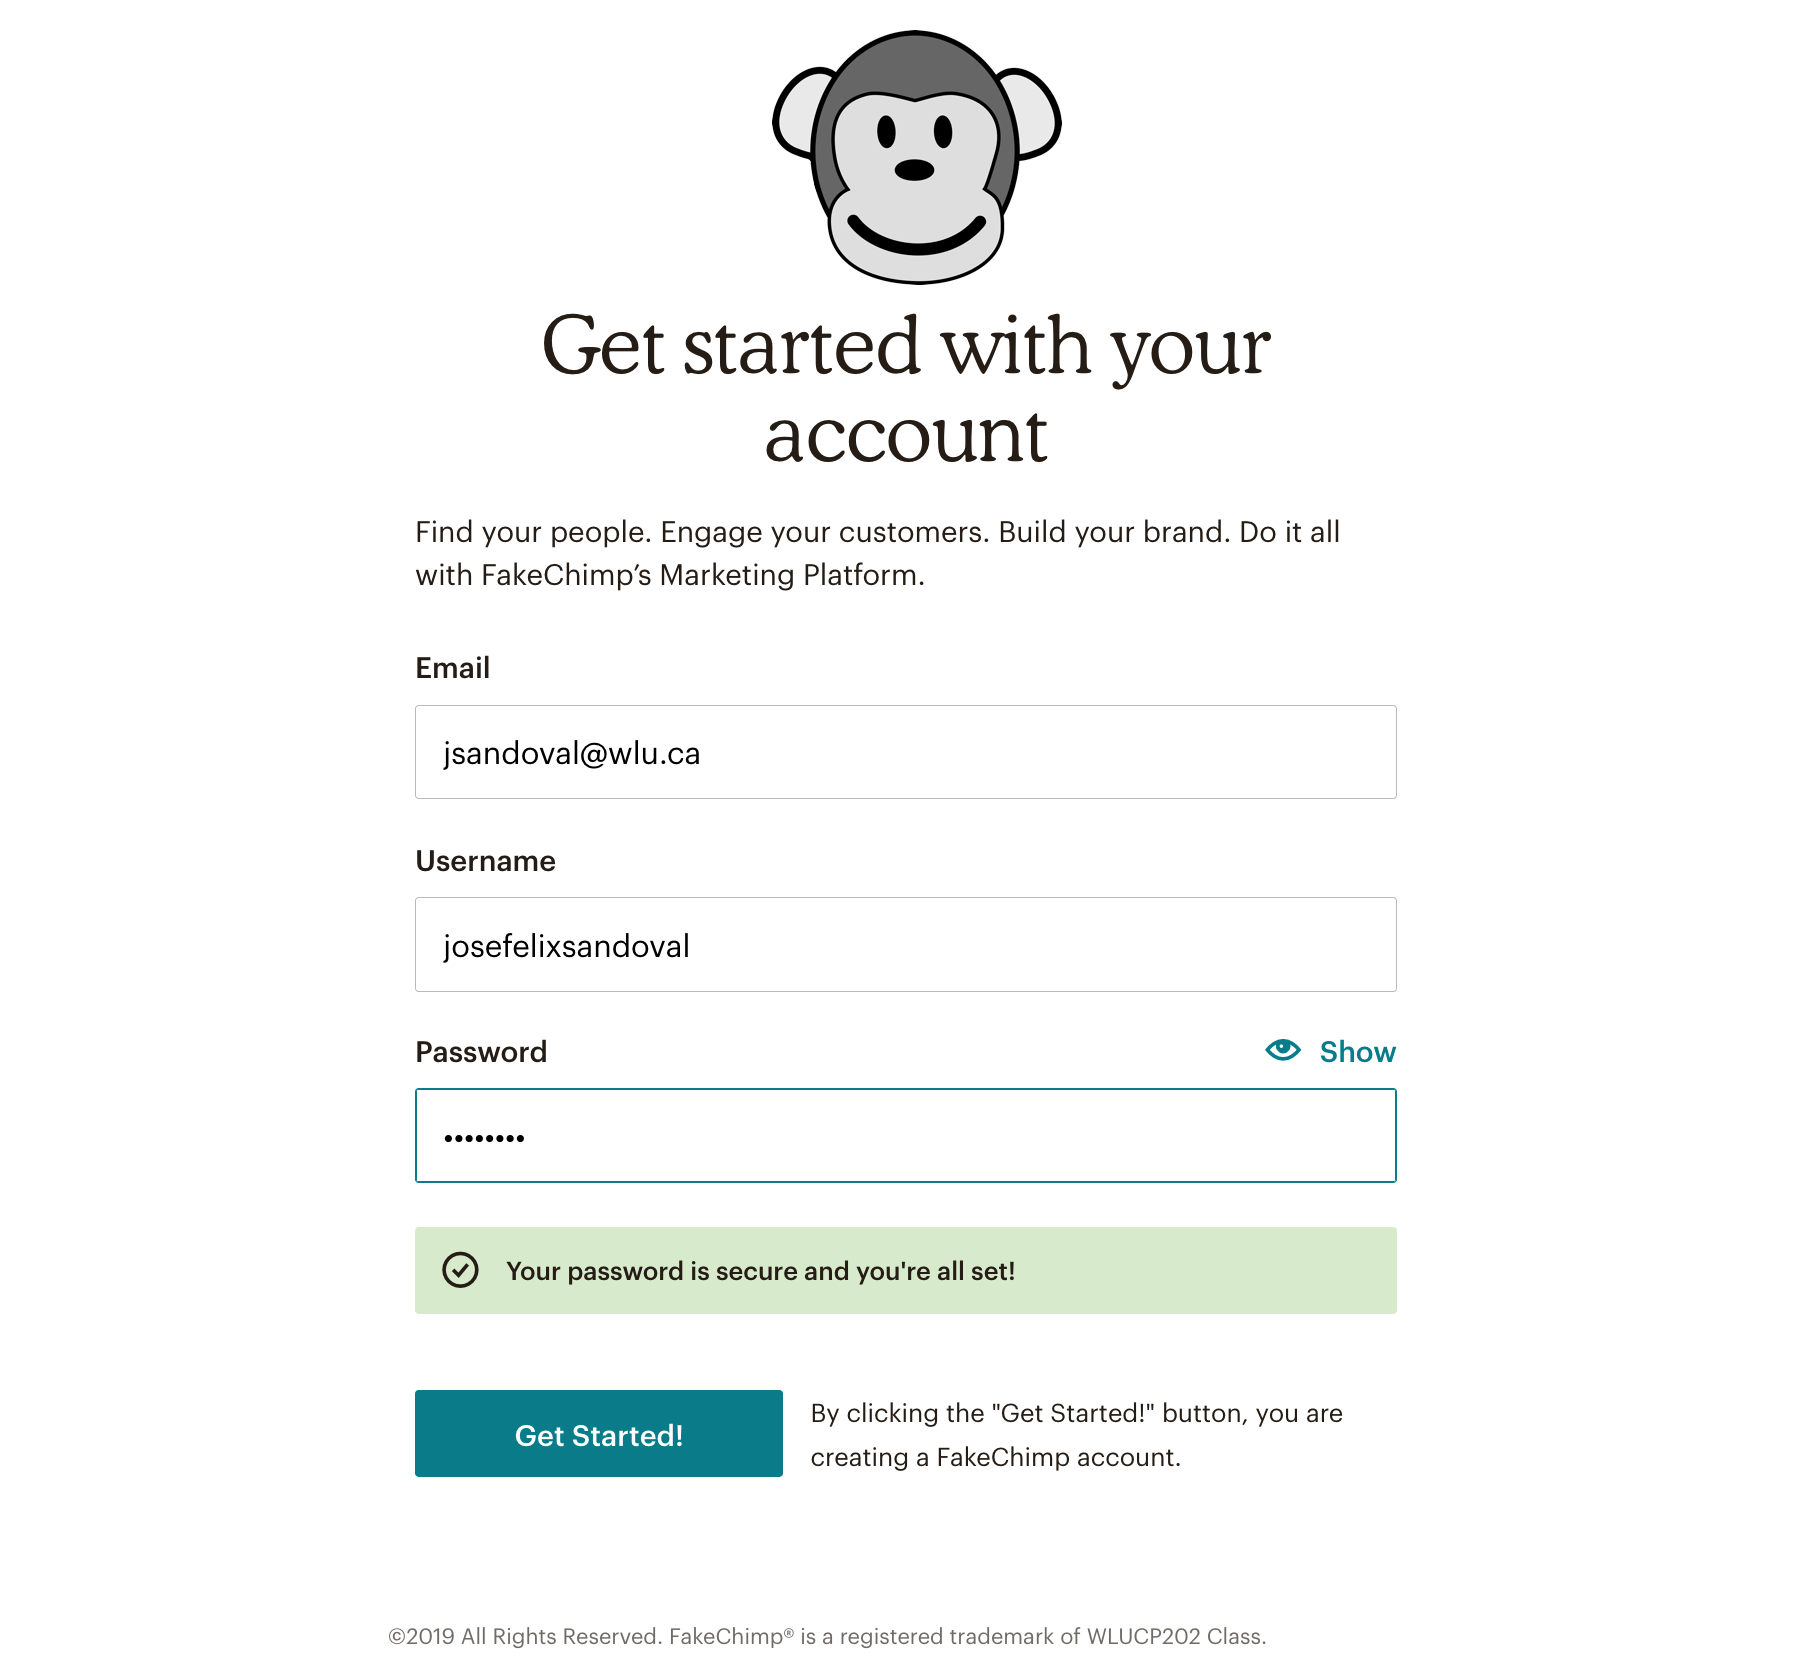 Get started with your
account
Find your people. Engage your customers. Build your brand. Do it all
with FakeChimp’s Marketing Platform.
Email
jsandoval@wlu.ca
Username
josefelixsandoval
Password
Show
••••••••
Your password is secure and you're all set!
Get Started!
By clicking the "Get Started!" button, you are
creating a FakeChimp account.
©2019 All Rights Reserved. FakeChimp® is a registered trademark of WLUCP202 Class.